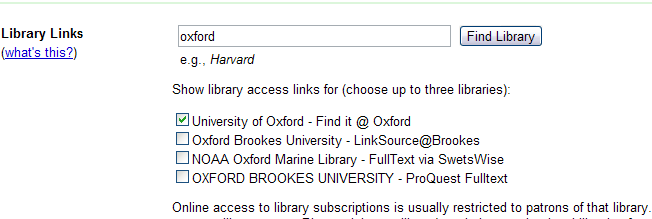 Library Links
(what's this?)
oxford
Find Library
e.g., Harvard
Show library access links for (choose up to three libraries):
University of Oxford - Find it @ Oxford
Oxford Brookes University - LinkSource@Brookes
NOAA Oxford Marine Library - FullText via SwetsWise
OXFORD BROOKES UNIVERSITY - ProQuest Fulltext
Online access to library subscriptions is usually restricted to patrons of that library.